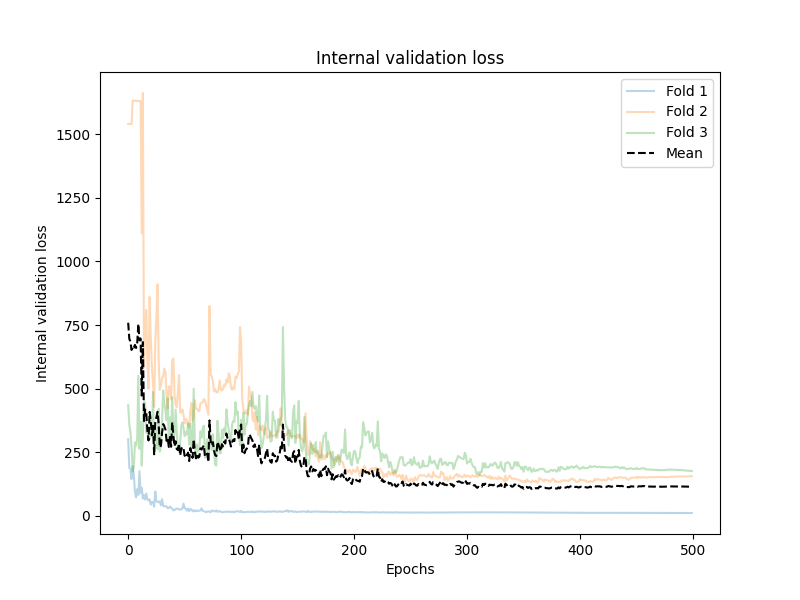 Internal validation loss
Fold 1
Fold 2
Fold 3
Mean
Internal validation loss
1500
1250
1000
750
500
250
0
0 100 200 300 400 500
Epochs